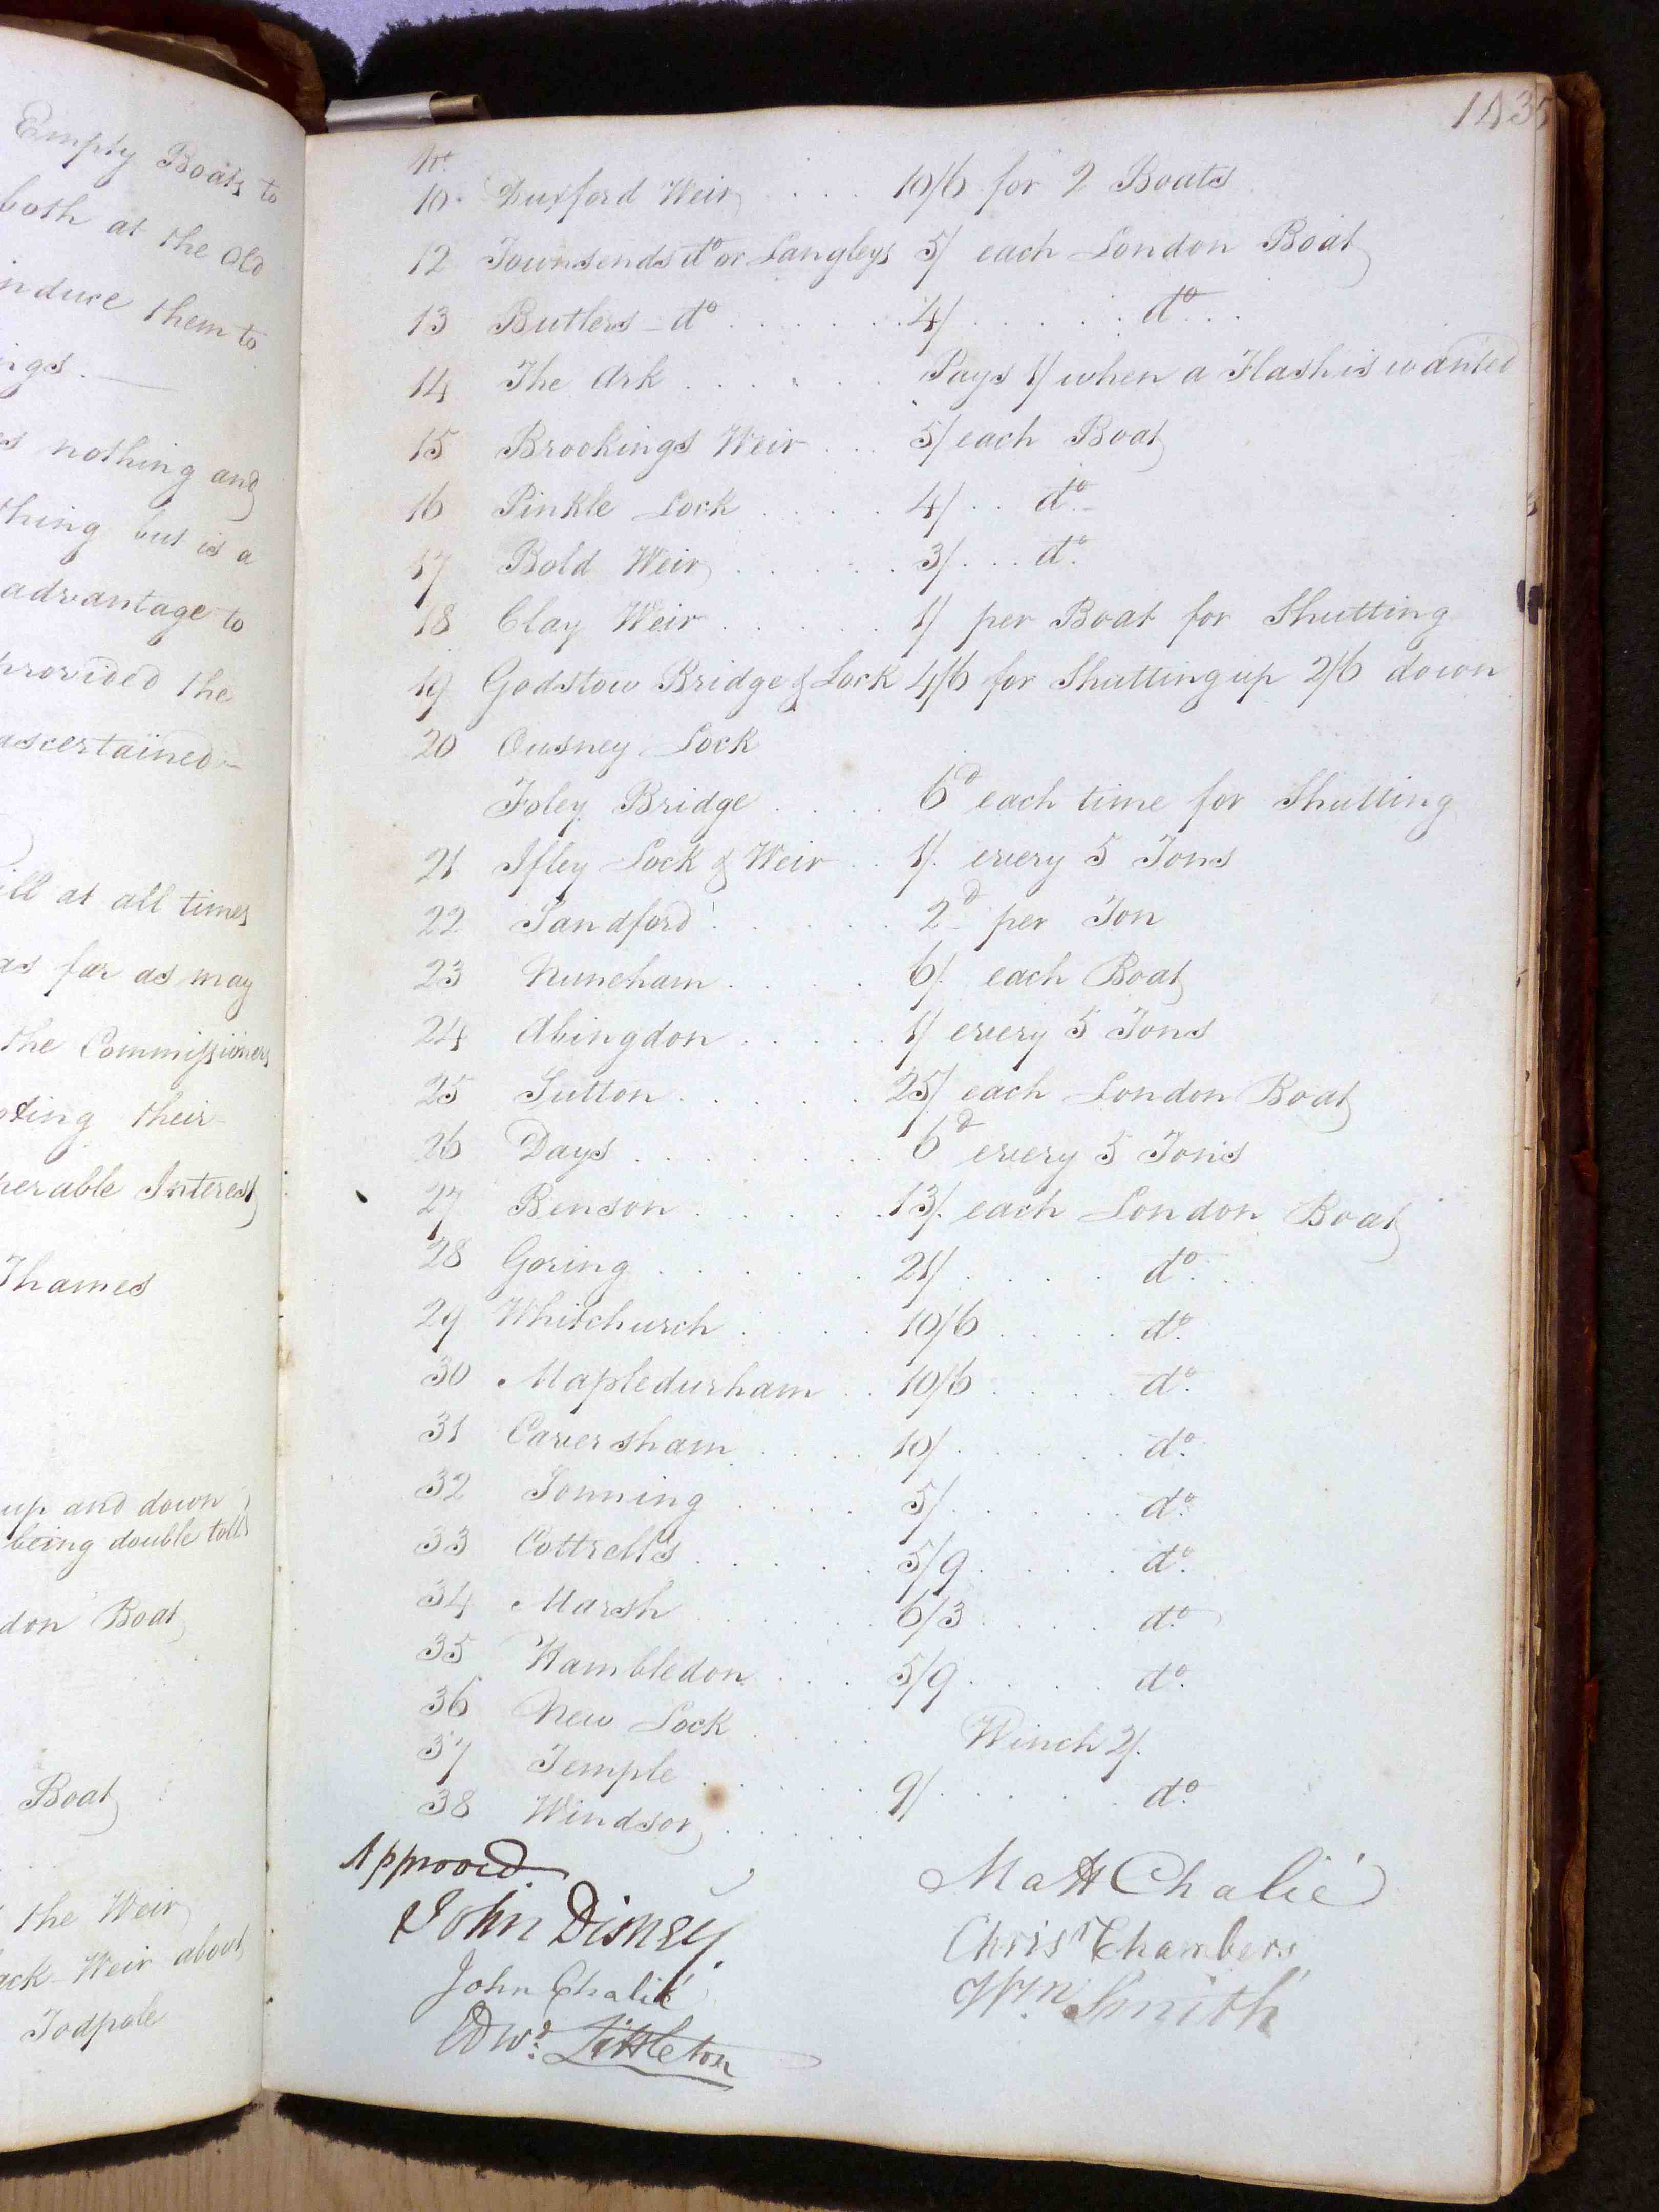 Empty Boats to
both at the Old
induce them to
ings.
nothing and
thing but is a
advantage to
provided the
ascertained -
ill at all times
as far as may
the Commissioners
their
erable Interest
Thames
up and down
being double tolls
don Boat
Boat
the Weir
ack Weir about
Tadpole
143
No.
10. Duxford Weir . . . 10/6 for 2 Boats
12 Townsends do or Langleys 5/ each London Boat
13 Butlers - do . . . . . . . 4/ . . . . . . do . .
14 The Ark . . . . . . Pays 1/ when a Flash is wanted
15 Brookings Weir . . . 5/ each Boat
16 Pinkle Lock . . . . . 4/ . . do -
17 Bold Weir . . . . . . 3/ . . . do.
18 Clay Weir . . . . . . 1/ per Boat for Shutting
19 Godstow Bridge & Lock 4/6 for Shutting up 2/6 down
20 Ousney Lock
Foley Bridge . . . . 6d each time for Shutting
21 Ifley Lock & Weir . . 1/. every 5 Tons
22 Sandford . . . . . . 2d per Ton
23 Nuneham . . . . . 6/. each Boat
24 Abingdon . . . . . 1/ every 5 Tons
25 Sutton . . . . . . 25/ each London Boat
26 Days . . . . . . . . 6d every 5 Tons
27 Benson . . . . . . 13/. each London Boat
28 Goring . . . . . . 21/ . . . . . do . . .
29 Whitchurch . . . . 10/6 . . . . . do.
30 Mapledurham . . 10/6 . . . . . do.
31 Caversham . . . . 10/ . . . . . . do.
32 Sonning . . . . 5/ . . . . . . do.
33 Cottrells . . . . . 5/9 . . . . . do.
34 Marsh . . . . . . 6/3 . . . . . do.
35 Hambledon . . . . 5/9 . . . . . do.
36 New Lock . . . . Winch 2/.
37 Temple . . . . . . 9/ . . . . . . do.
38 Windsor . . . . . .
Approved
John Disney.
John Chalié
Edwd. Littleton
Matt Chalié
Chrisr Chambers
Wm. Smith